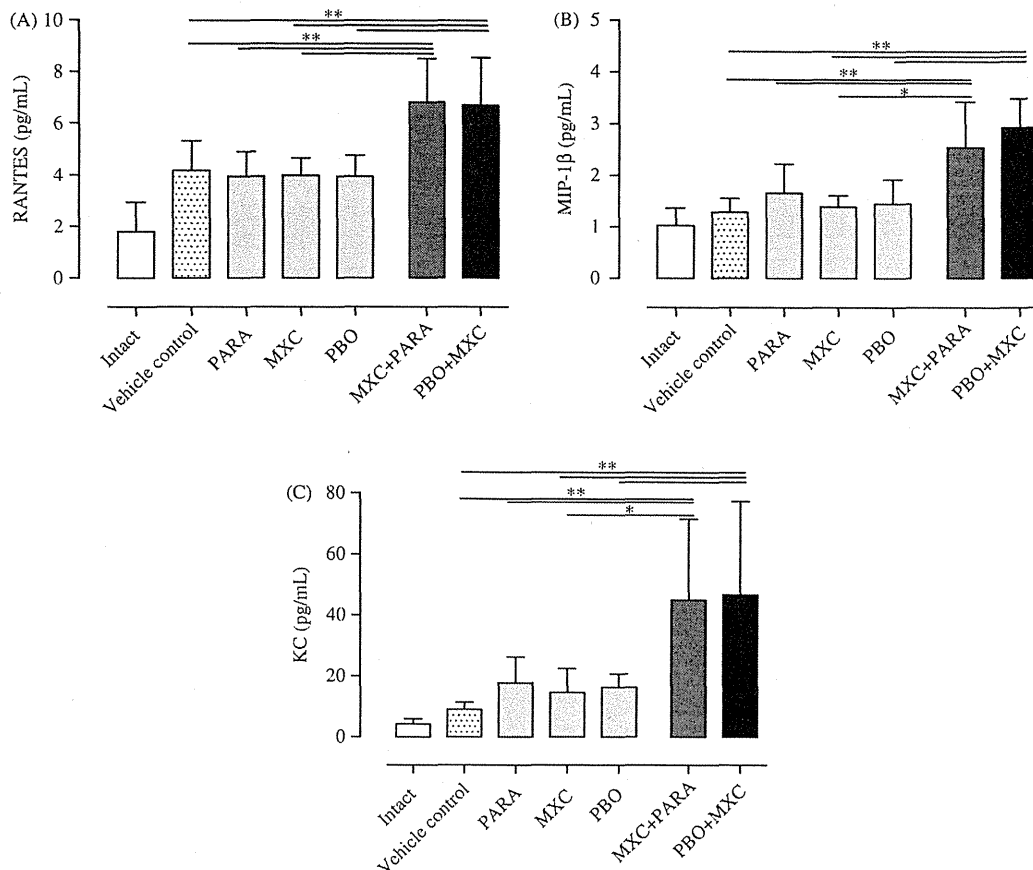 (A)
RANTES (pg/mL)
10
8
6
4
2
0
**
**
Intact
Vehicle control
PARA
MXC
PBO
MXC+PARA
PBO+MXC
(B)
MIP-1β (pg/mL)
5
4
3
2
1
0
**
**
*
Intact
Vehicle control
PARA
MXC
PBO
MXC+PARA
PBO+MXC
(C)
KC (pg/mL)
80
60
40
20
0
**
**
*
Intact
Vehicle control
PARA
MXC
PBO
MXC+PARA
PBO+MXC